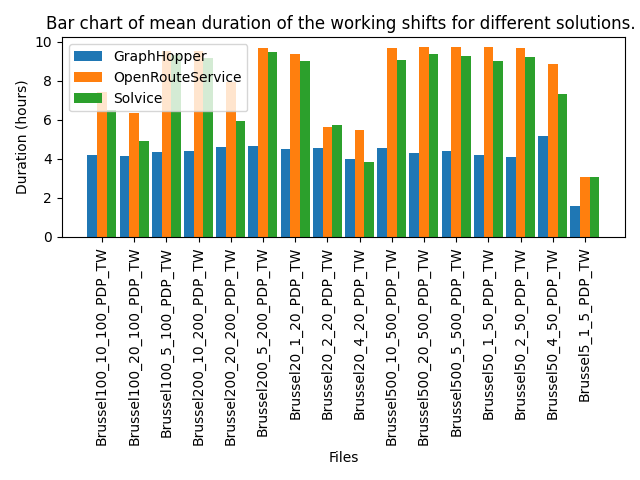 Bar chart of mean duration of the working shifts for different solutions.
Duration (hours)
10
8
6
4
2
0
GraphHopper
OpenRouteService
Solvice
Brussel100_10_100_PDP_TW
Brussel100_20_100_PDP_TW
Brussel100_5_100_PDP_TW
Brussel200_10_200_PDP_TW
Brussel200_20_200_PDP_TW
Brussel200_5_200_PDP_TW
Brussel20_1_20_PDP_TW
Brussel20_2_20_PDP_TW
Brussel20_4_20_PDP_TW
Brussel500_10_500_PDP_TW
Brussel500_20_500_PDP_TW
Brussel500_5_500_PDP_TW
Brussel50_1_50_PDP_TW
Brussel50_2_50_PDP_TW
Brussel50_4_50_PDP_TW
Brussel5_1_5_PDP_TW
Files